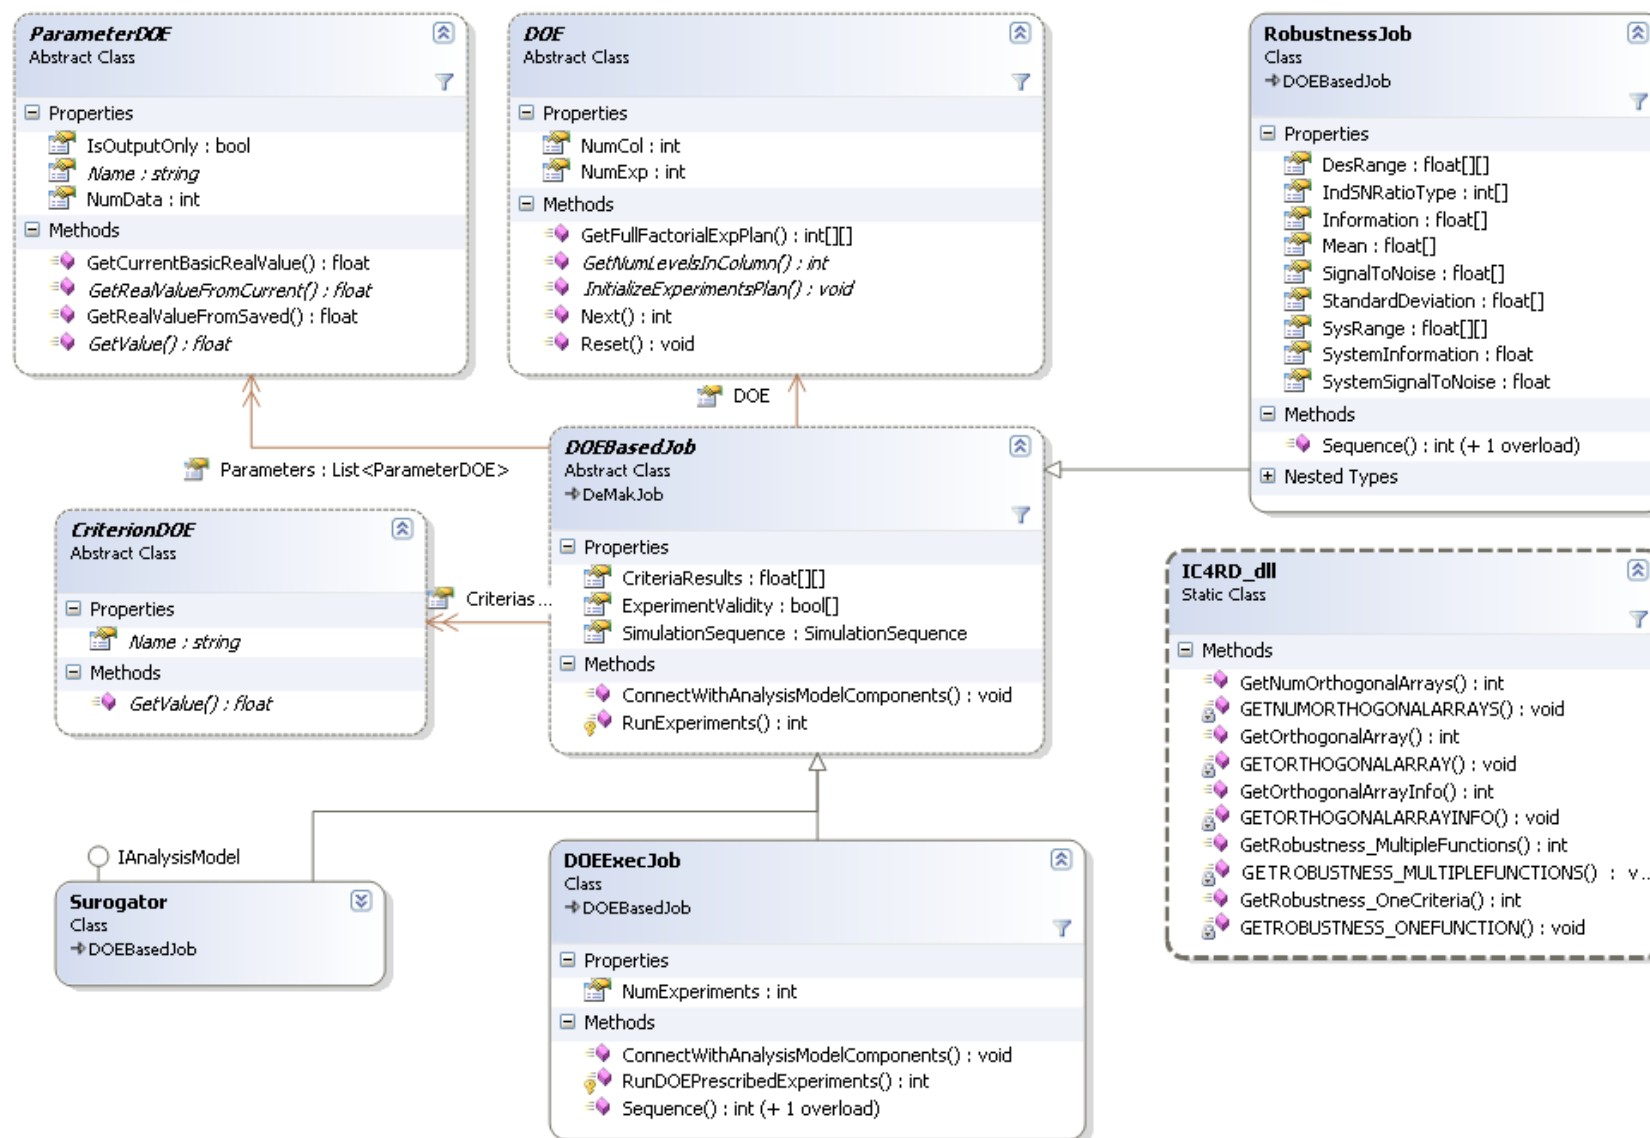 ParameterDOE
Abstract Class
Properties
IsOutputOnly : bool
Name : string
NumData : int
Methods
GetCurrentBasicRealValue() : float
GetRealValueFromCurrent() : float
GetRealValueFromSaved() : float
GetValue() : float
DOE
Abstract Class
Properties
NumCol : int
NumExp : int
Methods
GetFullFactorialExpPlan() : int[][]
GetNumLevelsInColumn() : int
InitializeExperimentsPlan() : void
Next() : int
Reset() : void
RobustnessJob
Class
DOEBasedJob
Properties
DesRange : float[][]
IndSNRatioType : int[]
Information : float[]
Mean : float[]
SignalToNoise : float[]
StandardDeviation : float[]
SysRange : float[][]
SystemInformation : float
SystemSignalToNoise : float
Methods
Sequence() : int (+ 1 overload)
Nested Types
DOE
Parameters : List<ParameterDOE>
DOEBasedJob
Abstract Class
DeMakJob
Properties
CriteriaResults : float[][]
ExperimentValidity : bool[]
SimulationSequence : SimulationSequence
Methods
ConnectWithAnalysisModelComponents() : void
RunExperiments() : int
CriterionDOE
Abstract Class
Properties
Name : string
Methods
GetValue() : float
Criterias ...
IC4RD_dll
Static Class
Methods
GetNumOrthogonalArrays() : int
GETNUMORTHOGONALARRAYS() : void
GetOrthogonalArray() : int
GETORTHOGONALARRAY() : void
GetOrthogonalArrayInfo() : int
GETORTHOGONALARRAYINFO() : void
GetRobustness_MultipleFunctions() : int
GETROBUSTNESS_MULTIPLEFUNCTIONS() : v...
GetRobustness_OneCriteria() : int
GETROBUSTNESS_ONEFUNCTION() : void
IAnalysisModel
Surogator
Class
DOEBasedJob
DOEExecJob
Class
DOEBasedJob
Properties
NumExperiments : int
Methods
ConnectWithAnalysisModelComponents() : void
RunDOEPrescribedExperiments() : int
Sequence() : int (+ 1 overload)